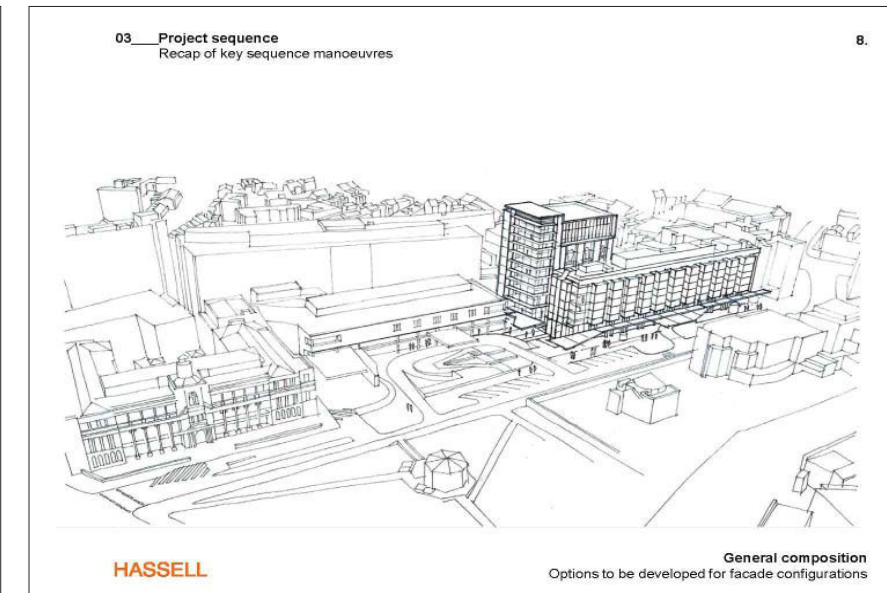 03___Project sequence
Recap of key sequence manoeuvres
8.
HASSELL
General composition
Options to be developed for facade configurations